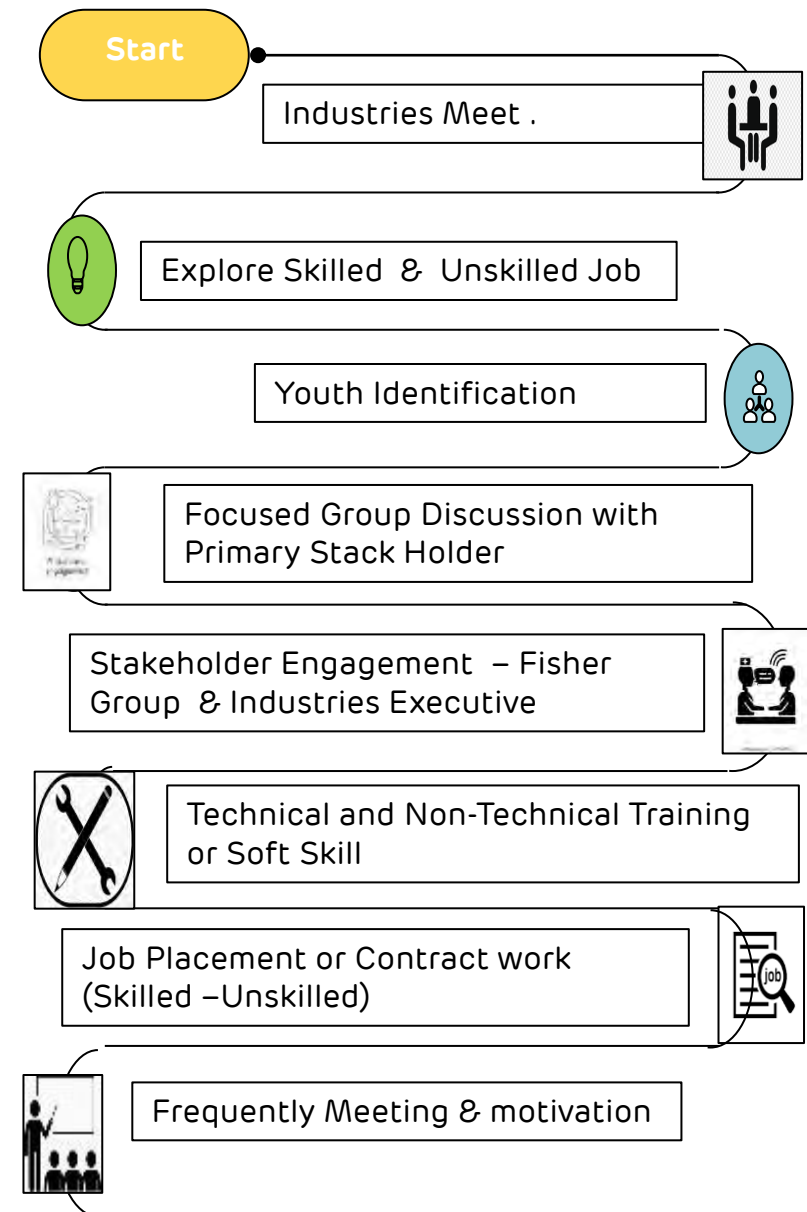 Start
Industries Meet .
Explore Skilled & Unskilled Job
Youth Identification
Focused Group Discussion with
Primary Stack Holder
Stakeholder Engagement – Fisher
Group & Industries Executive
Technical and Non-Technical Training
or Soft Skill
Job Placement or Contract work
(Skilled –Unskilled)
job
Frequently Meeting & motivation